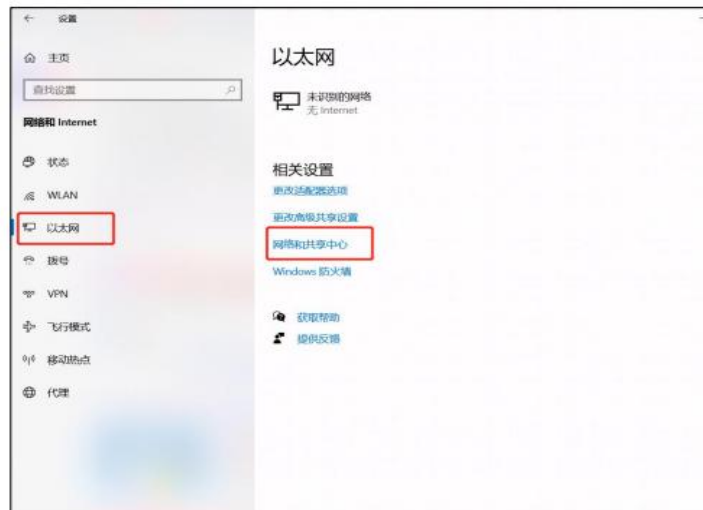 设置
主页
查找设置
网络和 Internet
状态
WLAN
以太网
拨号
VPN
飞行模式
移动热点
代理
以太网
未识别的网络
无 Internet
相关设置
更改适配器选项
更改高级共享设置
网络和共享中心
Windows 防火墙
获取帮助
提供反馈